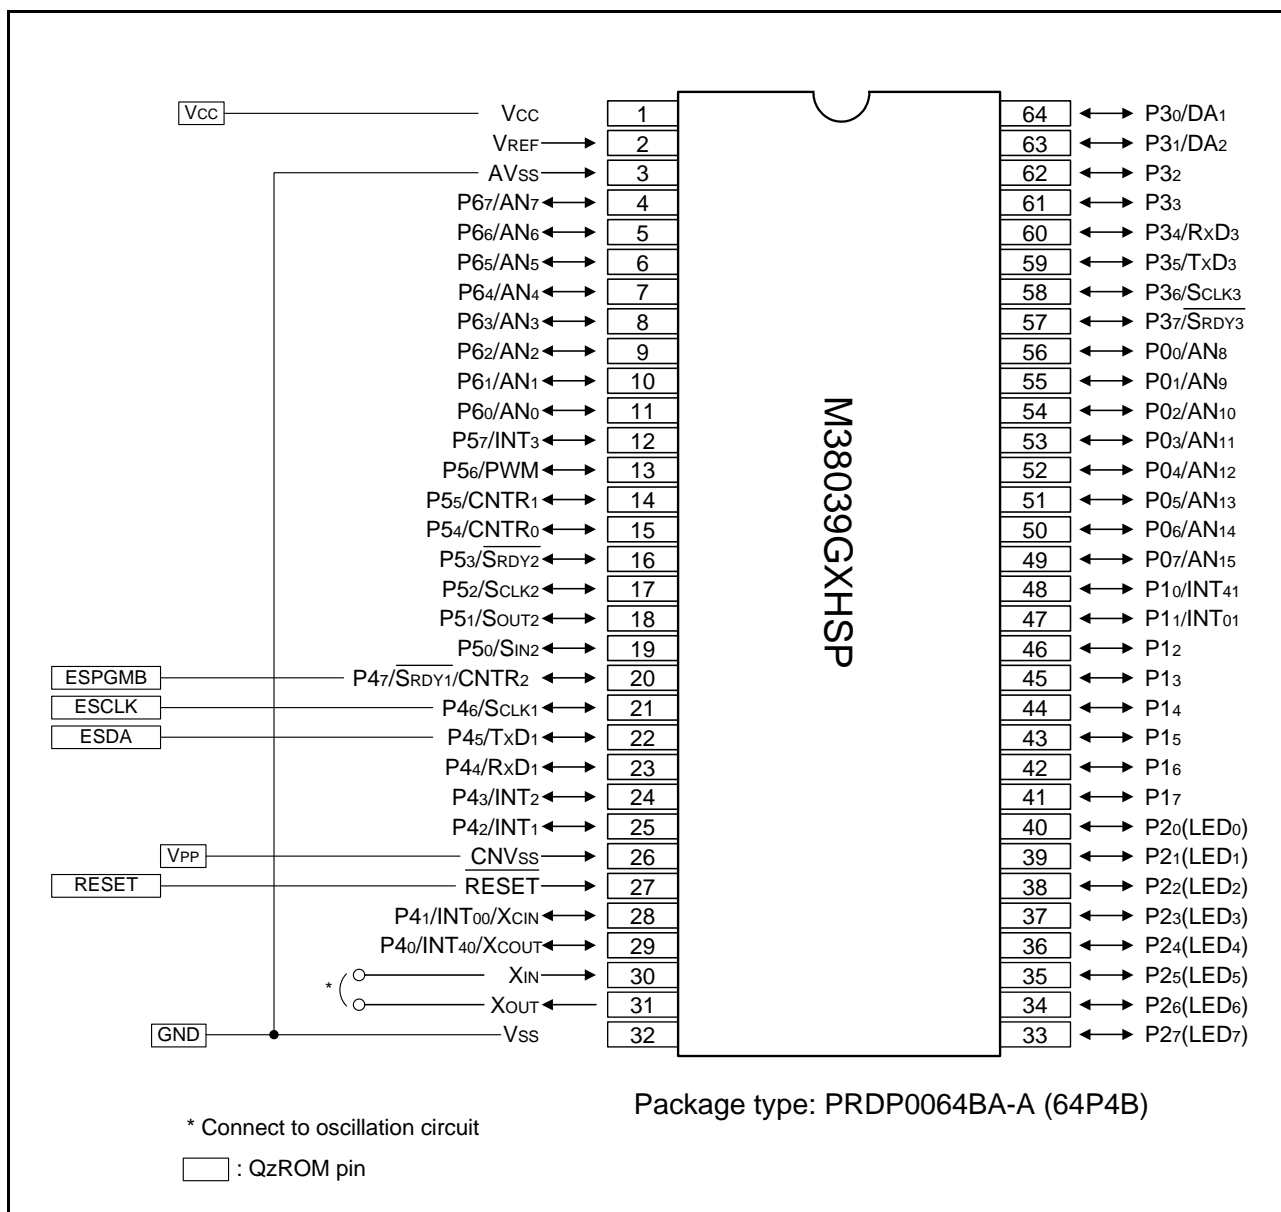 VCC VCC 1 64 P30/DA1
VREF 2 63 P31/DA2
AVSS 3 62 P32
P67/AN7 4 61 P33
P66/AN6 5 60 P34/RXD3
P65/AN5 6 59 P35/TXD3
P64/AN4 7 58 P36/SCLK3
P63/AN3 8 57 P37/SRDY3
P62/AN2 9 56 P00/AN8
P61/AN1 10 55 P01/AN9
P60/AN0 11 54 P02/AN10
P57/INT3 12 53 P03/AN11
P56/PWM 13 52 P04/AN12
P55/CNTR1 14 51 P05/AN13
P54/CNTR0 15 50 P06/AN14
P53/SRDY2 16 49 P07/AN15
P52/SCLK2 17 48 P10/INT41
P51/SOUT2 18 47 P11/INT01
P50/SIN2 19 46 P12
ESPGMB P47/SRDY1/CNTR2 20 45 P13
ESCLK P46/SCLK1 21 44 P14
ESDA P45/TXD1 22 43 P15
P44/RXD1 23 42 P16
P43/INT2 24 41 P17
P42/INT1 25 40 P20(LED0)
VPP CNVSS 26 39 P21(LED1)
RESET RESET 27 38 P22(LED2)
P41/INT00/XCIN 28 37 P23(LED3)
P40/INT40/XCOUT 29 36 P24(LED4)
* XIN 30 35 P25(LED5)
XOUT 31 34 P26(LED6)
GND VSS 32 33 P27(LED7)
M38039GXHSP
Package type: PRDP0064BA-A (64P4B)
* Connect to oscillation circuit
: QzROM pin